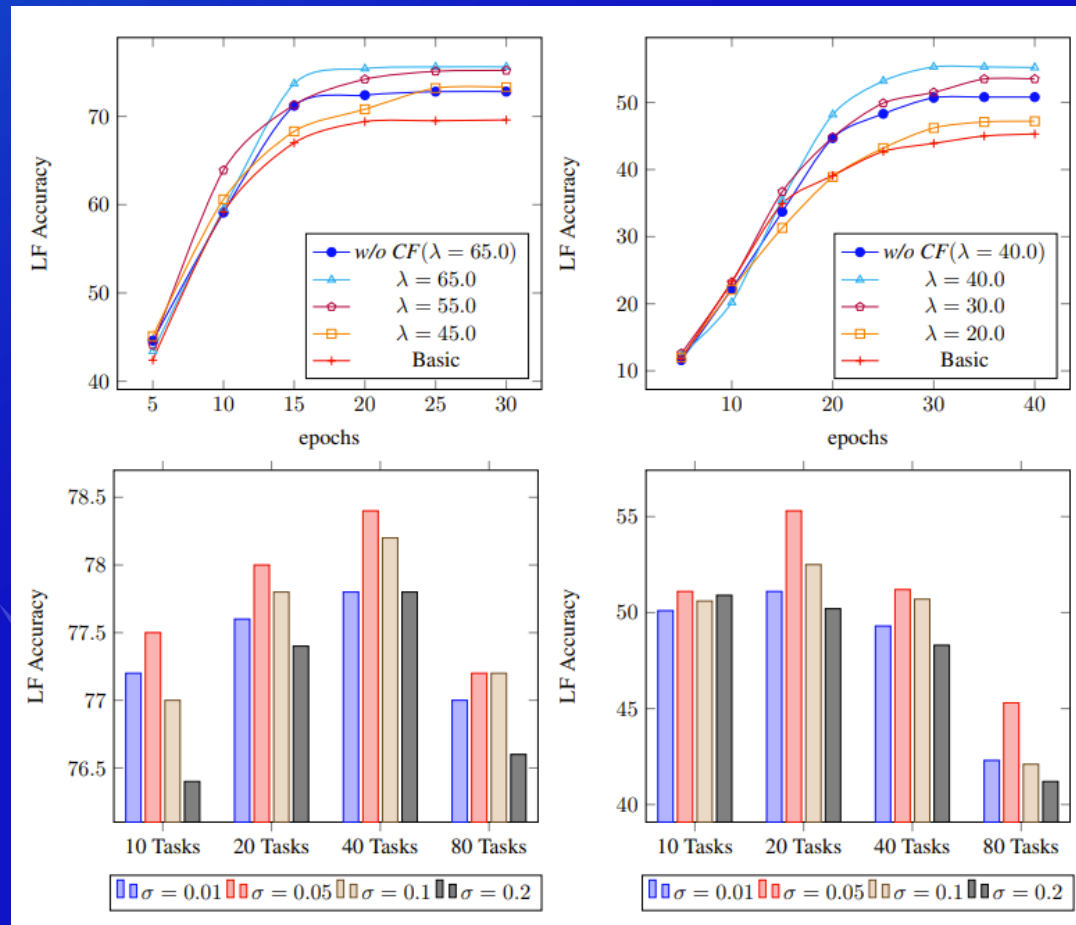 LF Accuracy
70
60
50
40
w/o CF(λ = 65.0)
λ = 65.0
λ = 55.0
λ = 45.0
Basic
5 10 15 20 25 30
epochs
LF Accuracy
50
40
30
20
10
w/o CF(λ = 40.0)
λ = 40.0
λ = 30.0
λ = 20.0
Basic
10 20 30 40
epochs
LF Accuracy
78.5
78
77.5
77
76.5
10 Tasks 20 Tasks 40 Tasks 80 Tasks
σ = 0.01 σ = 0.05 σ = 0.1 σ = 0.2
LF Accuracy
55
50
45
40
10 Tasks 20 Tasks 40 Tasks 80 Tasks
σ = 0.01 σ = 0.05 σ = 0.1 σ = 0.2